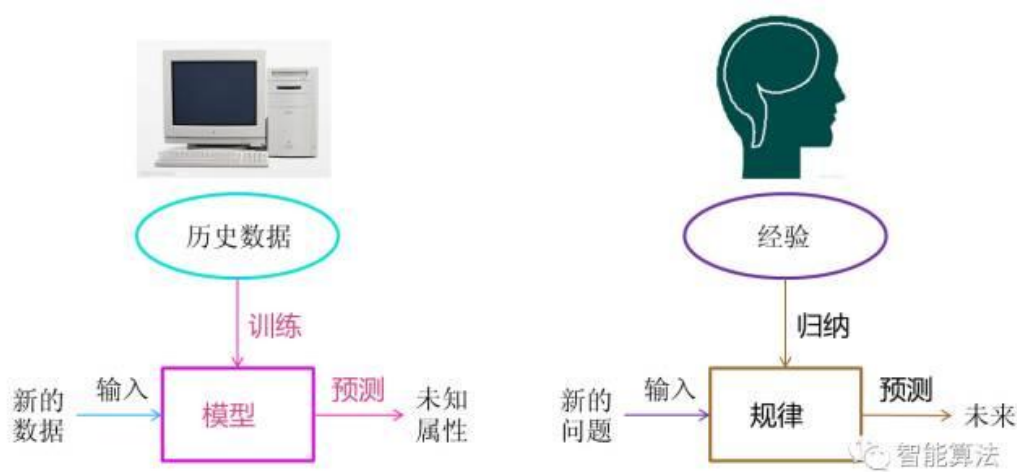 历史数据
经验
训练
归纳
新的
数据
输入
模型
预测
未知
属性
新的
问题
输入
规律
预测
未来
智能算法